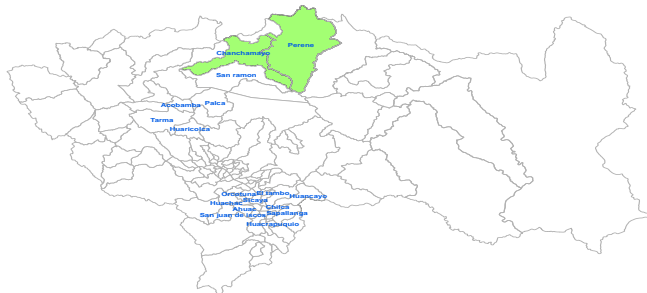 Perene
Chanchamayo
San ramon
Acobamba
Palca
Tarma
Huaricolca
Orcotuna
El tambo
Huancayo
Sicaya
Huachac
Chilca
Ahuac
San juan de iscos
Sapallanga
Huacrapuquio